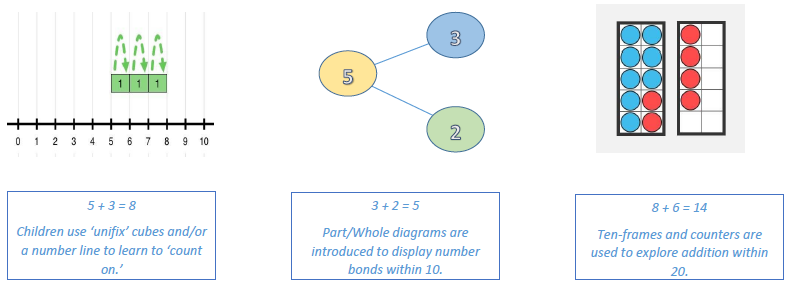 1 1 1
0 1 2 3 4 5 6 7 8 9 10
5 + 3 = 8
Children use ‘unifix’ cubes and/or
a number line to learn to ‘count
on.’
3
5
2
3 + 2 = 5
Part/Whole diagrams are
introduced to display number
bonds within 10.
8 + 6 = 14
Ten-frames and counters are
used to explore addition within
20.